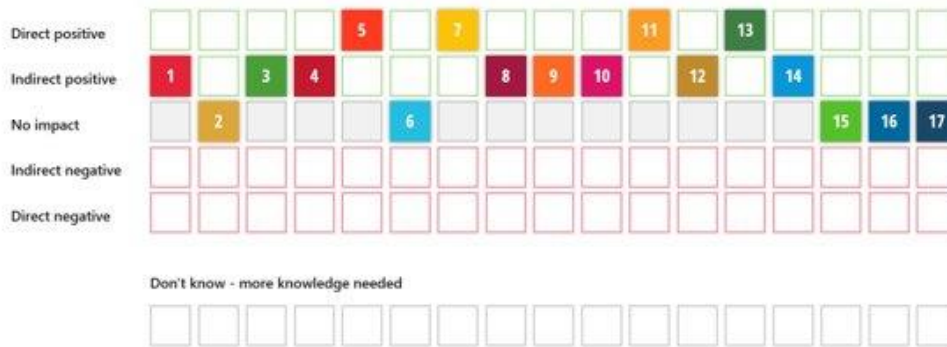 Direct positive 5 7 11 13
Indirect positive 1 3 4 8 9 10 12 14
No impact 2 6 15 16 17
Indirect negative
Direct negative
Don't know - more knowledge needed